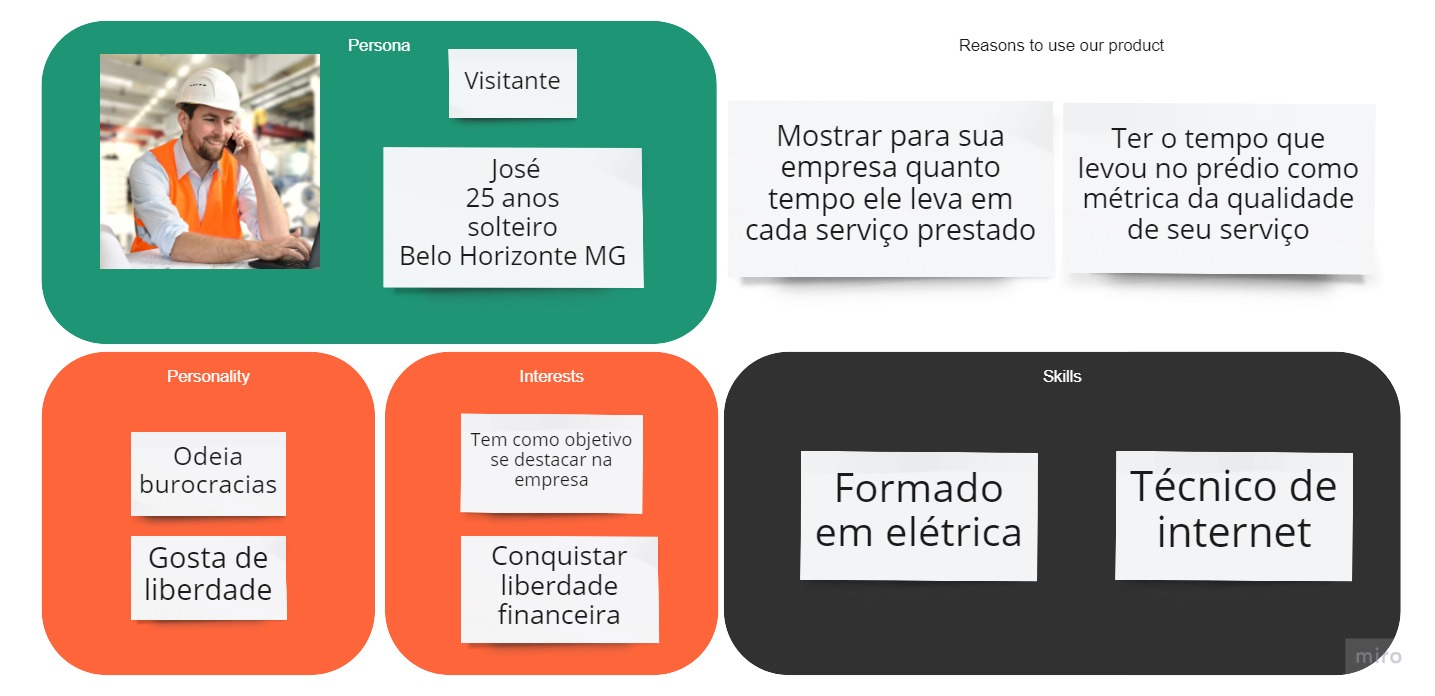 Persona
Visitante
José
25 anos
solteiro
Belo Horizonte MG
Reasons to use our product
Mostrar para sua
empresa quanto
tempo ele leva em
cada serviço prestado
Ter o tempo que
levou no prédio como
métrica da qualidade
de seu serviço
Personality
Odeia
burocracias
Gosta de
liberdade
Interests
Tem como objetivo
se destacar na
empresa
Conquistar
liberdade
financeira
Skills
Formado
em elétrica
Técnico de
internet
miro